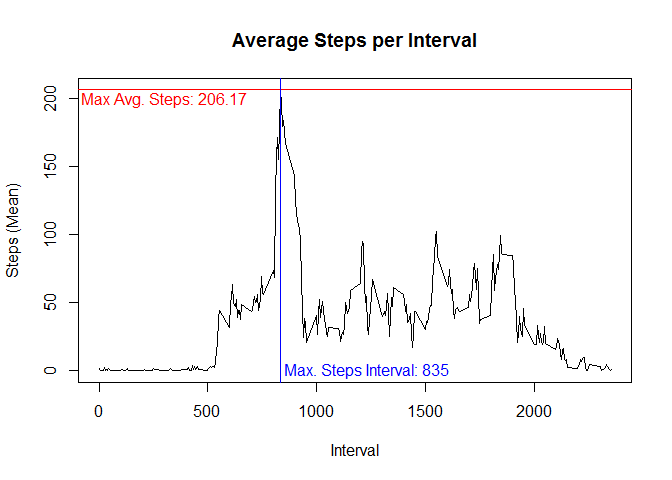 Average Steps per Interval
Max Avg. Steps: 206.17
Steps (Mean)
200
150
100
50
0
Max. Steps Interval: 835
0 500 1000 1500 2000
Interval